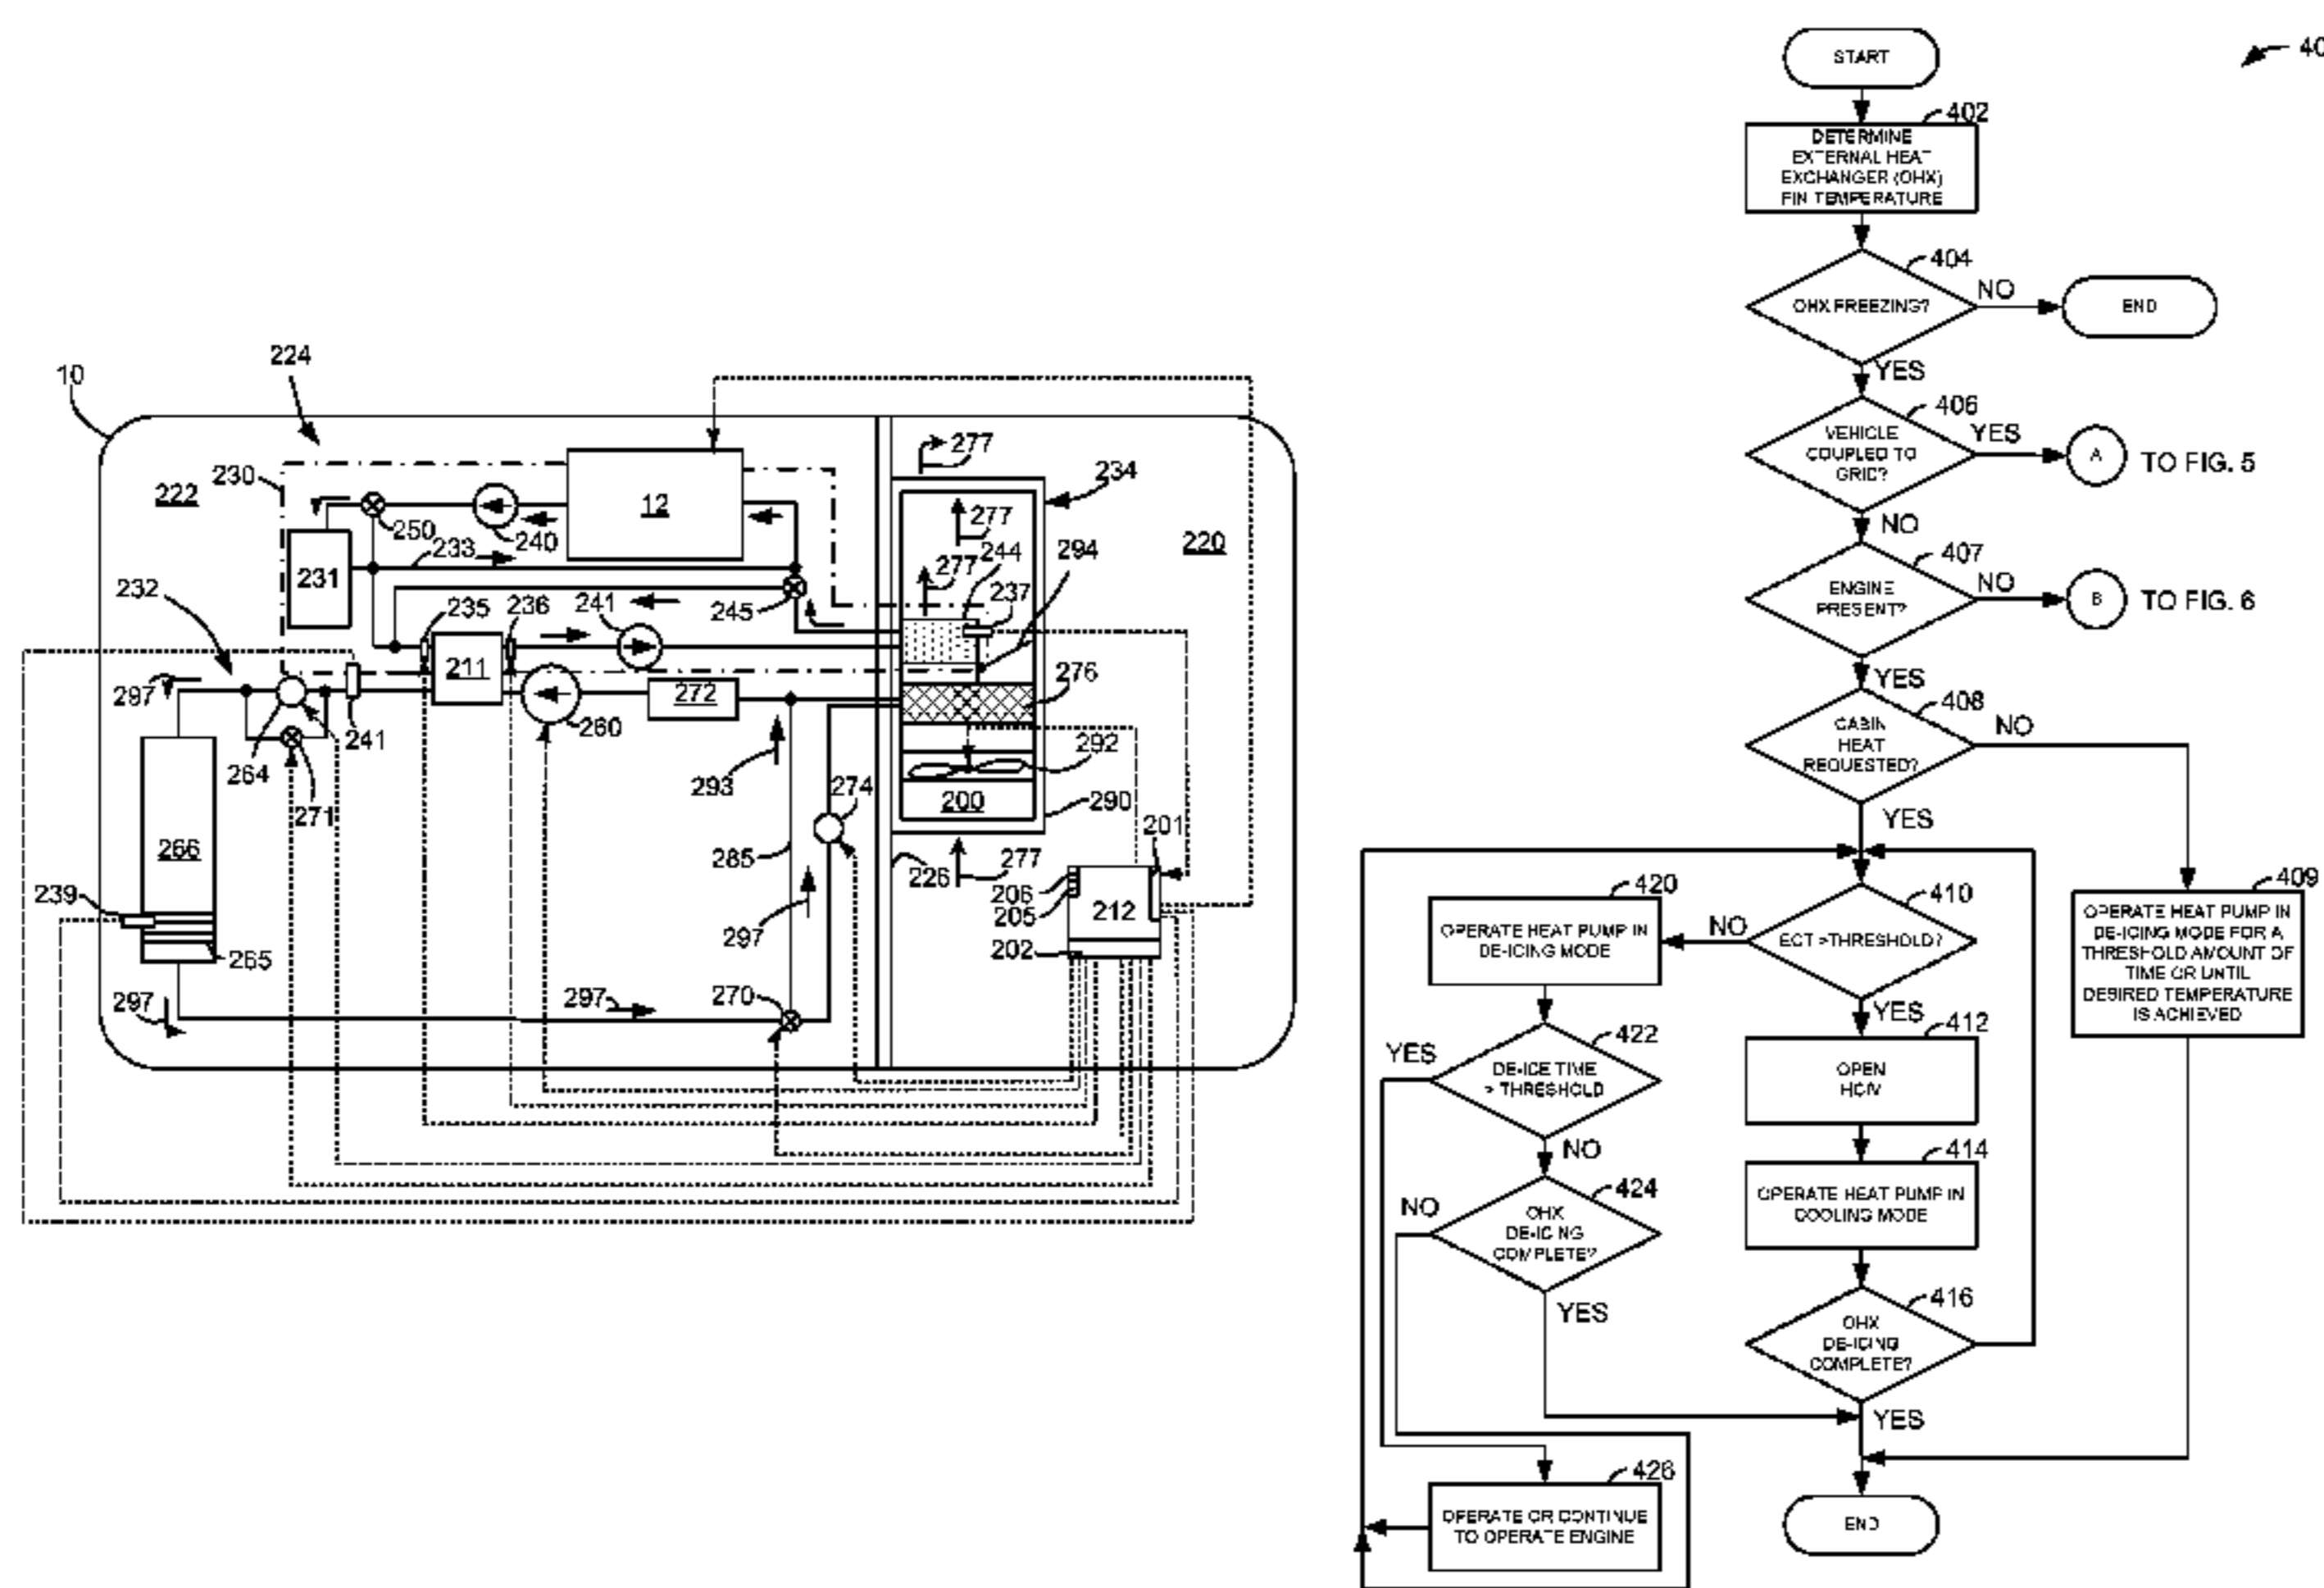 10
224
230
222
232
250
240
12
233
231
245
235
236
241
211
297
264
271
241
260
272
293
285
274
266
239
265
297
297
270
297
277
277
277
244
237
234
294
220
276
292
200
290
226
277
201
206
205
212
202
START
402
DETERMINE
EXTERNAL HEAT
EXCHANGER (OHX)
FIN TEMPERATURE
404
OHX FREEZING?
NO
END
YES
406
VEHICLE
COUPLED TO
GRID?
YES
A
TO FIG. 5
NO
407
ENGINE
PRESENT?
NO
B
TO FIG. 6
YES
408
CABIN
HEAT
REQUESTED?
NO
YES
409
OPERATE HEAT PUMP IN
DE-ICING MODE FOR A
THRESHOLD AMOUNT OF
TIME OR UNTIL
DESIRED TEMPERATURE
IS ACHIEVED
410
ECT >THRESHOLD?
NO
YES
420
OPERATE HEAT PUMP IN
DE-ICING MODE
422
DE-ICE TIME
> THRESHOLD
YES
NO
412
OPEN
414
OPERATE HEAT PUMP IN
COOLING MODE
424
OHX
DE-ICING
COMPLETE?
NO
YES
416
OHX
DE-ICING
COMPLETE?
YES
426
OPERATE OR CONTINUE
TO OPERATE ENGINE
END